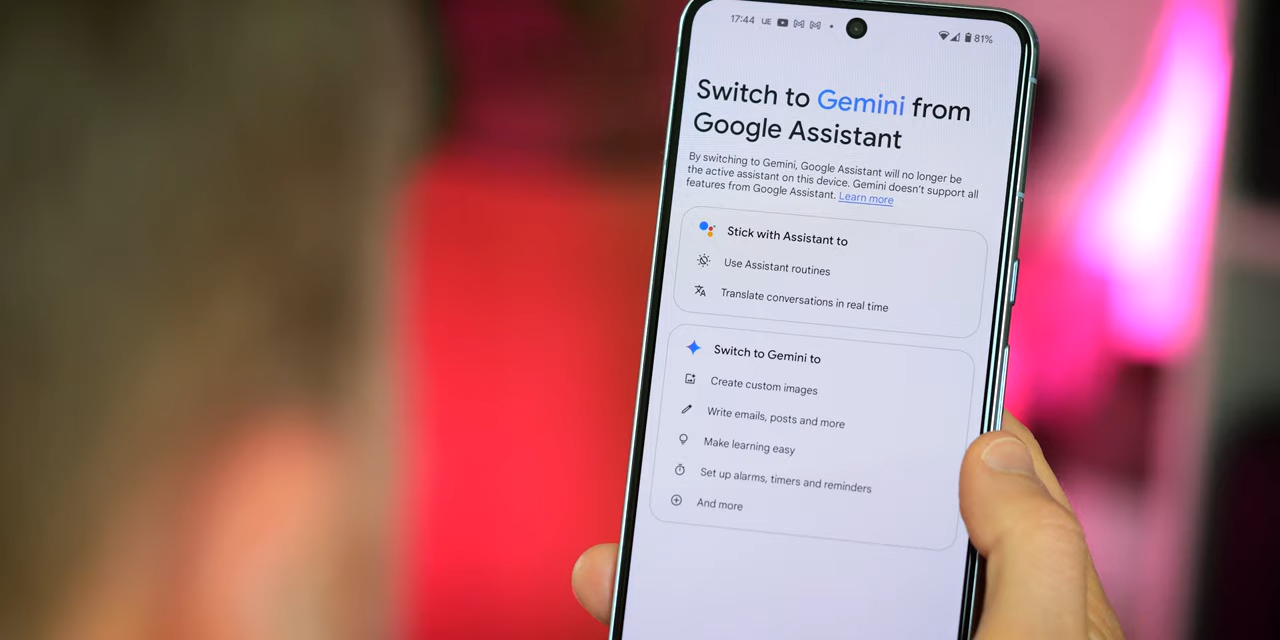 17:44 UE 81%
Switch to Gemini from
Google Assistant
By switching to Gemini, Google Assistant will no longer be
the active assistant on this device. Gemini doesn't support all
features from Google Assistant. Learn more
Stick with Assistant to
Use Assistant routines
Translate conversations in real time
Switch to Gemini to
Create custom images
Write emails, posts and more
Make learning easy
Set up alarms, timers and reminders
And more